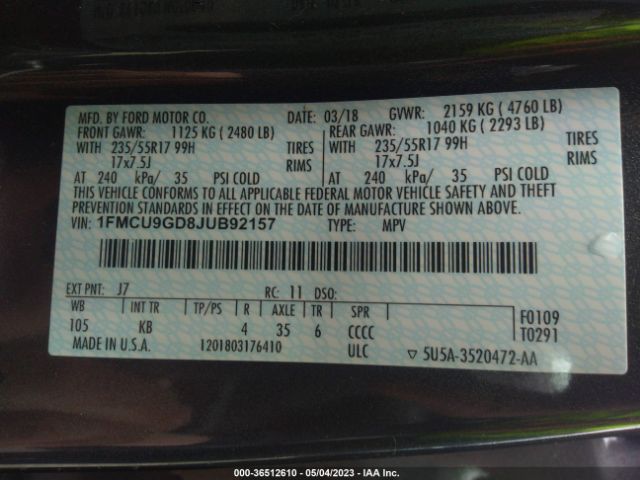 MFD. BY FORD MOTOR CO. DATE: 03/18 GVWR: 2159 KG ( 4760 LB)
FRONT GAWR: 1125 KG ( 2480 LB) REAR GAWR: 1040 KG ( 2293 LB)
WITH 235/55R17 99H TIRES WITH 235/55R17 99H TIRES
17x7.5J RIMS 17x7.5J RIMS
AT 240 kPa/ 35 PSI COLD AT 240 kPa/ 35 PSI COLD
THIS VEHICLE CONFORMS TO ALL APPLICABLE FEDERAL MOTOR VEHICLE SAFETY AND THEFT
PREVENTION STANDARDS IN EFFECT ON THE DATE OF MANUFACTURE SHOWN ABOVE.
VIN: 1FMCU9GD8JUB92157 TYPE: MPV
EXT PNT: J7 RC: 11 DSO:
WB INT TR TP/PS R AXLE TR SPR F0109
105 KB 4 35 6 CCCC T0291
MADE IN U.S.A. 1201803176410 ULC ▽ 5U5A-3520472-AA
000-36512610 - 05/04/2023 - IAA Inc.